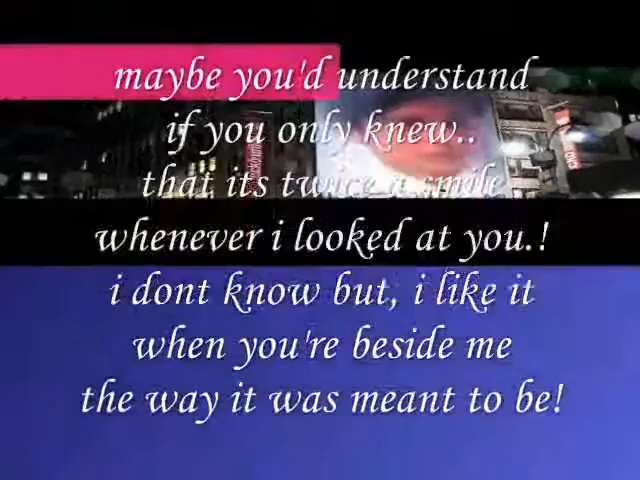 maybe you'd understand
if you only knew..
that its twice a smile
whenever i looked at you.!
i dont know but, i like it
when you're beside me
the way it was meant to be!